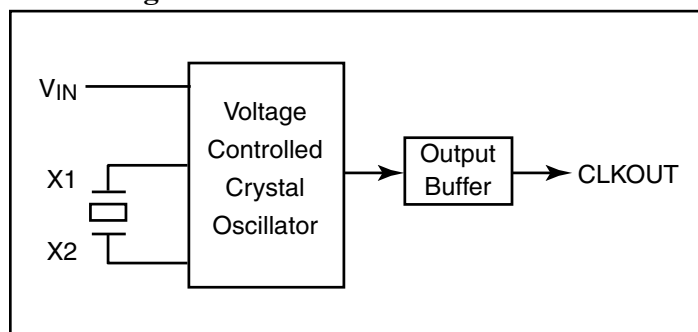 VIN
X1
X2
Voltage
Controlled
Crystal
Oscillator
Output
Buffer
CLKOUT